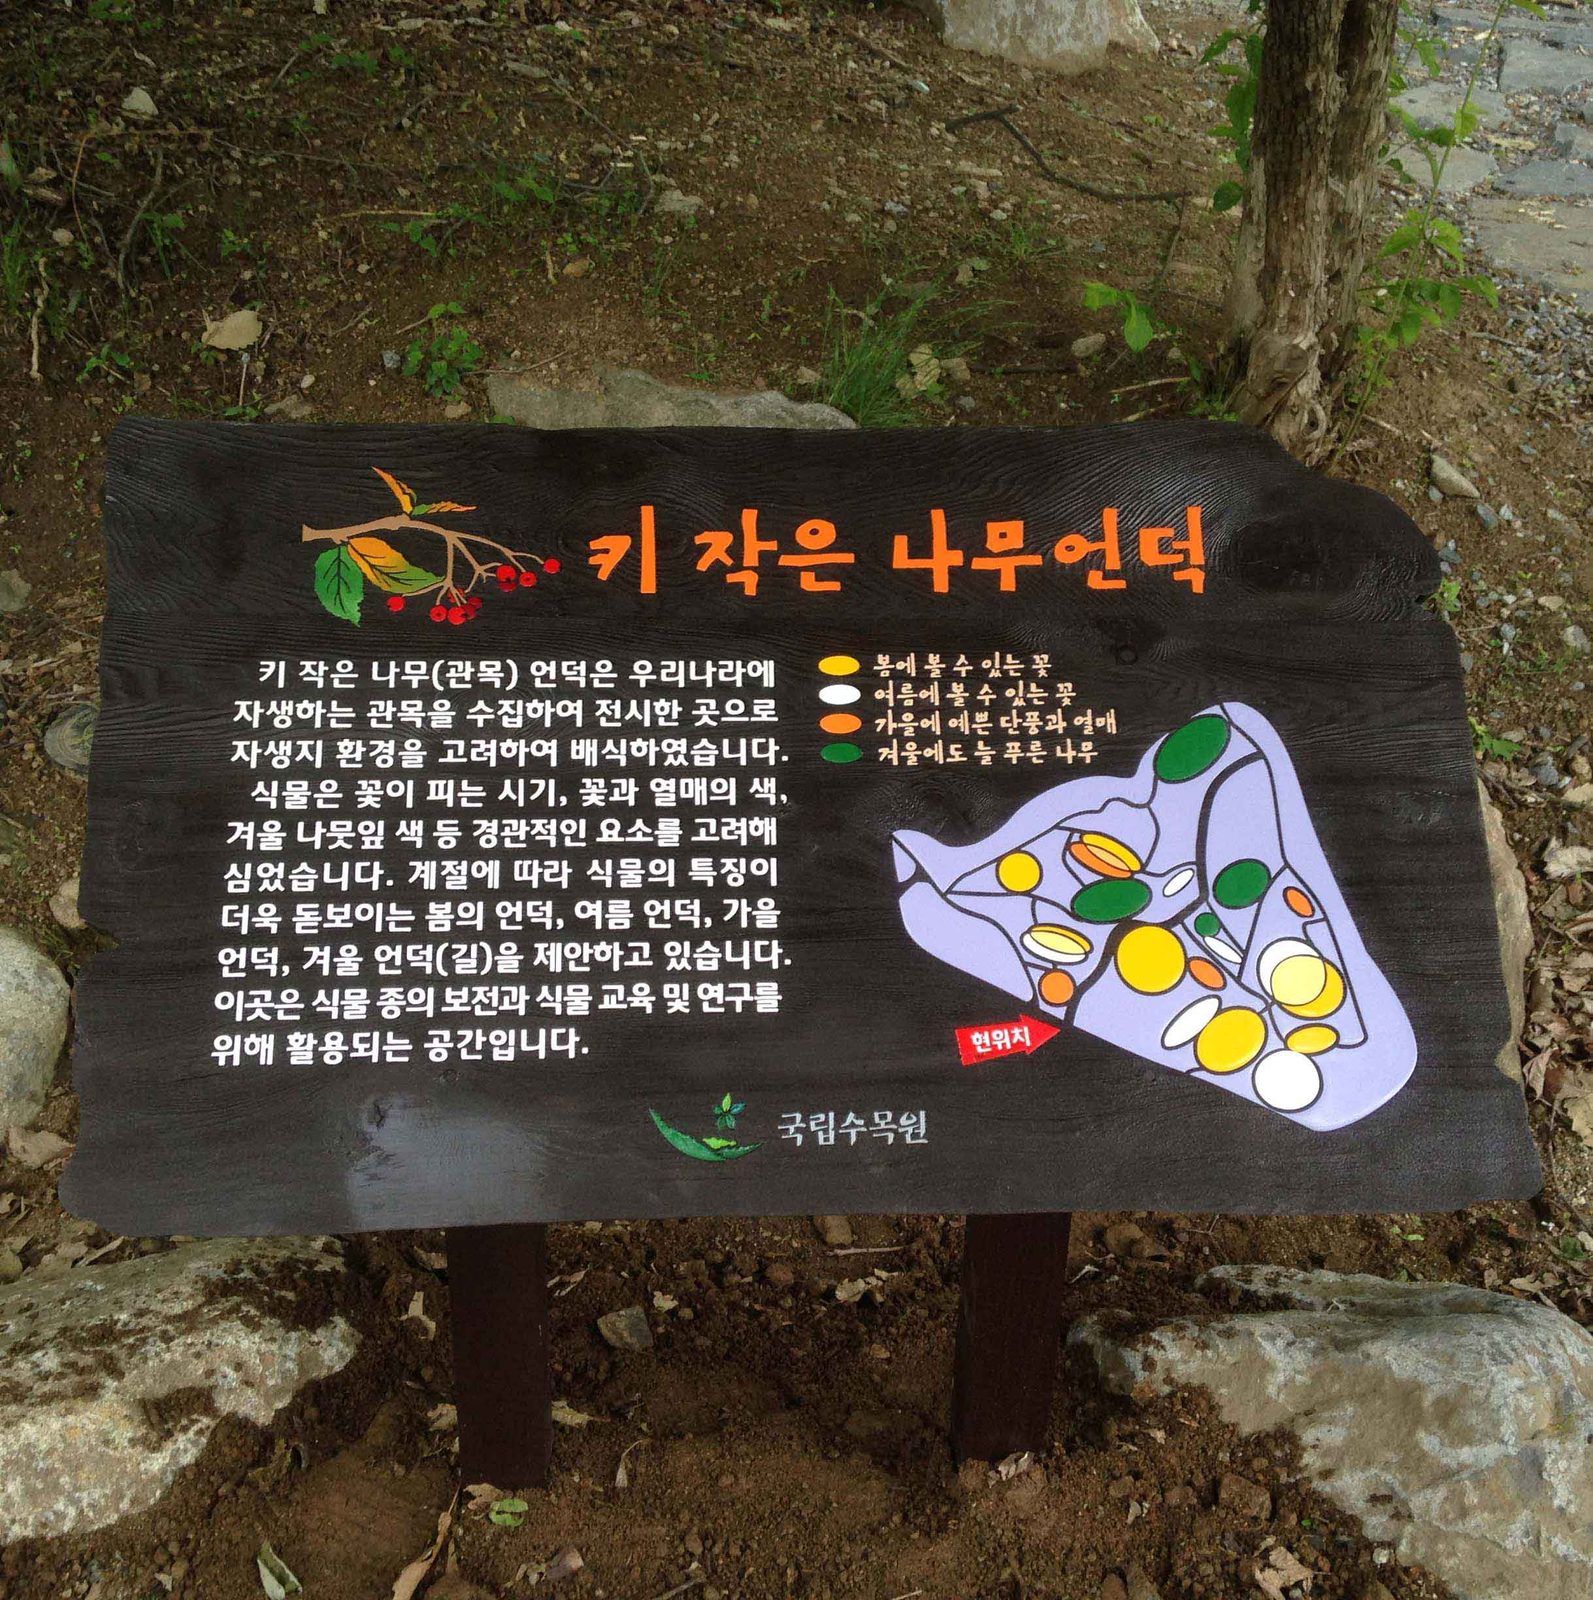 키 작은 나무언덕
키 작은 나무(관목) 언덕은 우리나라에
자생하는 관목을 수집하여 전시한 곳으로
자생지 환경을 고려하여 배식하였습니다.
식물은 꽃이 피는 시기, 꽃과 열매의 색,
겨울 나뭇잎 색 등 경관적인 요소를 고려해
심었습니다. 계절에 따라 식물의 특징이
더욱 돋보이는 봄의 언덕, 여름 언덕, 가을
언덕, 겨울 언덕(길)을 제안하고 있습니다.
이곳은 식물 종의 보전과 식물 교육 및 연구를
위해 활용되는 공간입니다.
봄에 볼 수 있는 꽃
여름에 볼 수 있는 꽃
가을에 예쁜 단풍과 열매
겨울에도 늘 푸른 나무
현위치
국립수목원